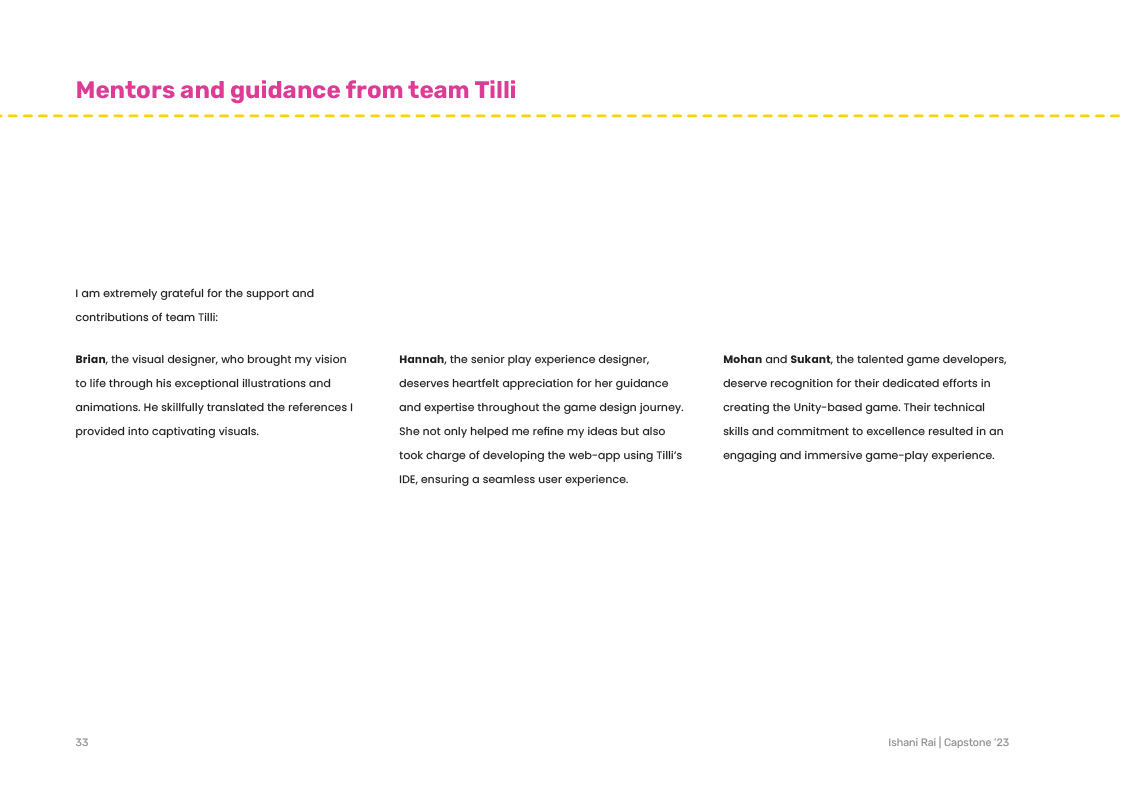 Mentors and guidance from team Tilli
I am extremely grateful for the support and
contributions of team Tilli:
Brian, the visual designer, who brought my vision
to life through his exceptional illustrations and
animations. He skillfully translated the references I
provided into captivating visuals.
Hannah, the senior play experience designer,
deserves heartfelt appreciation for her guidance
and expertise throughout the game design journey.
She not only helped me refine my ideas but also
took charge of developing the web-app using Tilli's
IDE, ensuring a seamless user experience.
Mohan and Sukant, the talented game developers,
deserve recognition for their dedicated efforts in
creating the Unity-based game. Their technical
skills and commitment to excellence resulted in an
engaging and immersive game-play experience.
33
Ishani Rai | Capstone '23